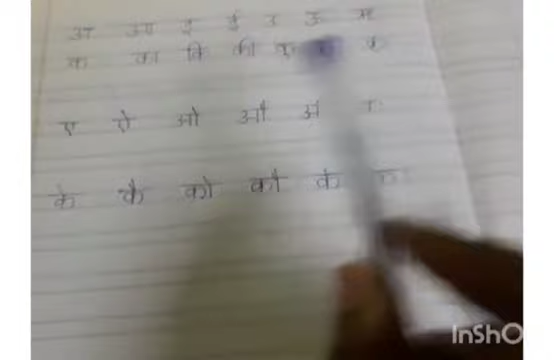 अ आ इ ई उ ऊ ऋ
क का कि की कु
ए ऐ ओ औ अं
के कै को कौ कं
InShO